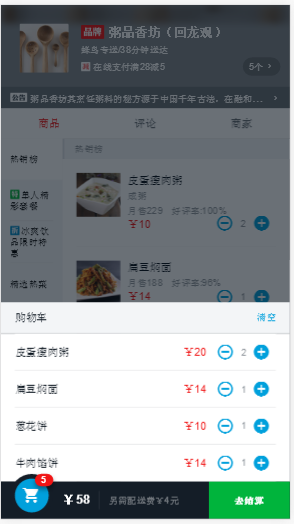 品牌 粥品香坊（回龙观）
蜂鸟专送/38分钟送达
减 在线支付满28减5
5个 >
公告 粥品香坊其烹饪粥料的秘方源于中国千年古法，在融和... >
商品 评论 商家
热销榜
热销榜
皮蛋瘦肉粥
咸粥
月售229 好评率100%
￥10 2
特 单人精彩套餐
新 冰爽饮品限时特惠
精选热菜
扁豆焖面
月售188 好评率96%
￥14 1
购物车 清空
皮蛋瘦肉粥 ￥20 2
扁豆焖面 ￥14 1
葱花饼 ￥10 1
牛肉馅饼 ￥14 1
5
￥58 另需配送费￥4元 去结算